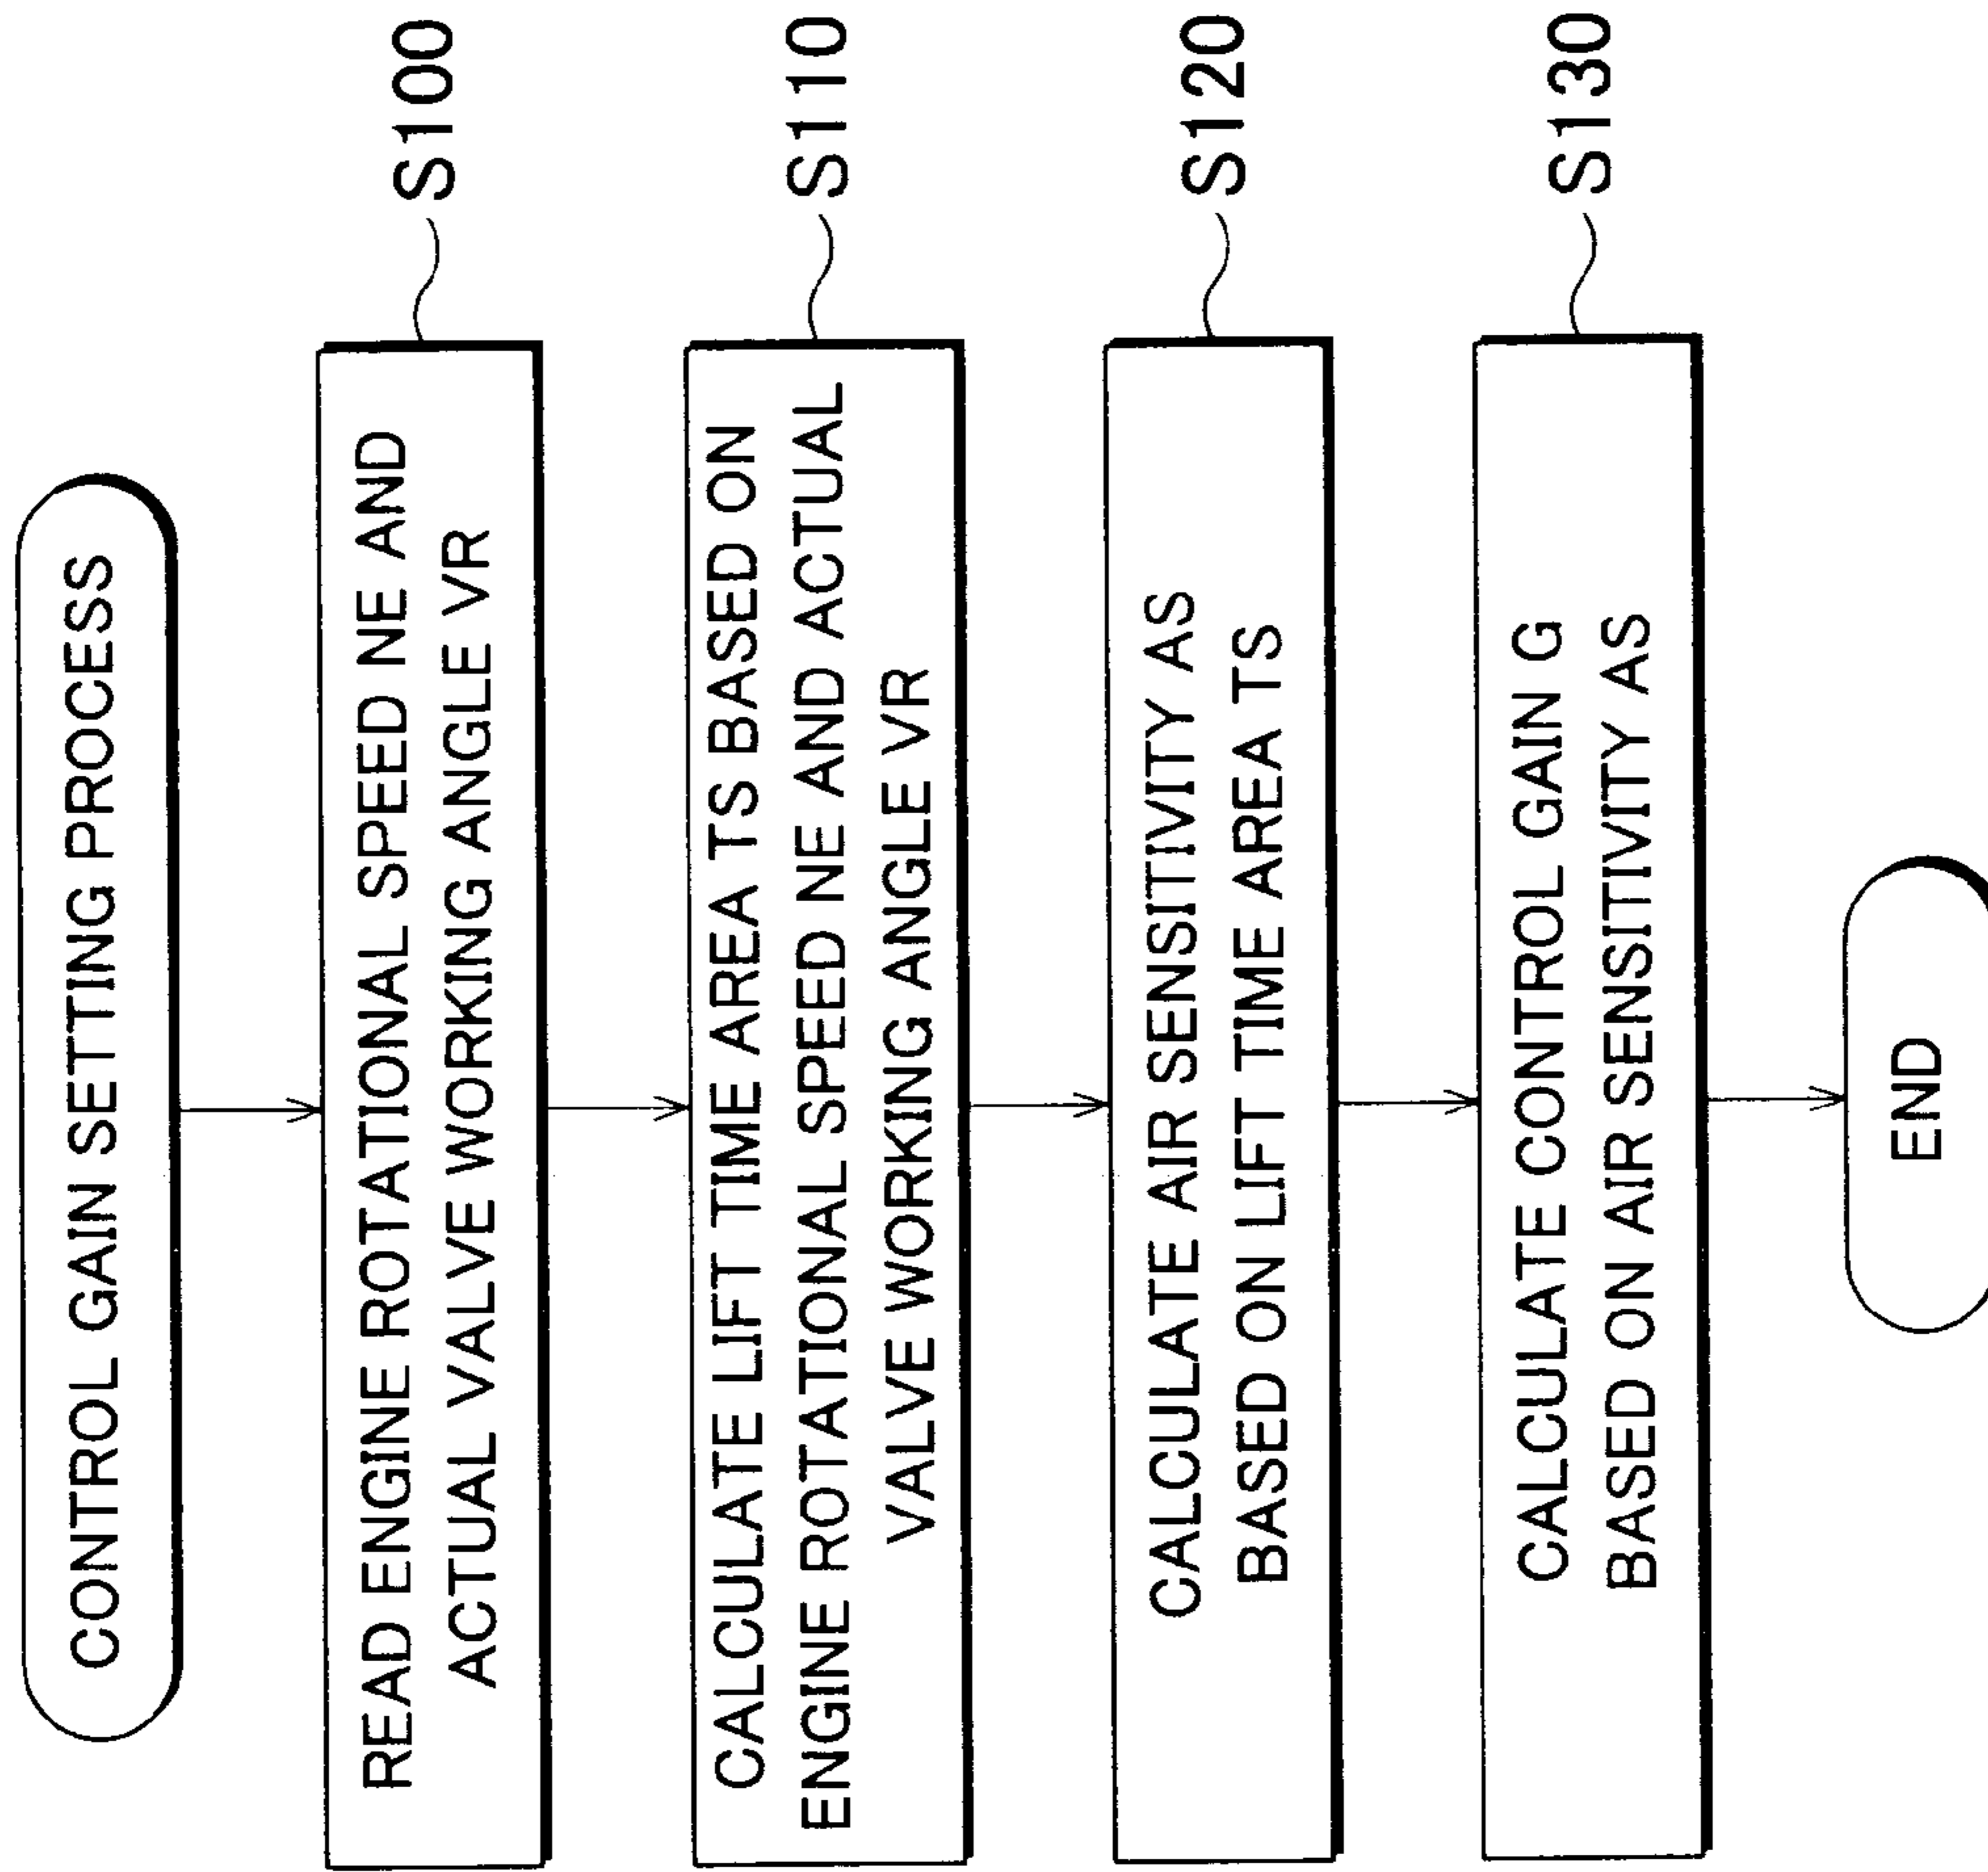 CONTROL GAIN SETTING PROCESS
READ ENGINE ROTATIONAL SPEED NE AND
ACTUAL VALVE WORKING ANGLE VR
S100
CALCULATE LIFT TIME AREA TS BASED ON
ENGINE ROTATIONAL SPEED NE AND ACTUAL
VALVE WORKING ANGLE VR
S110
CALCULATE AIR SENSITIVITY AS
BASED ON LIFT TIME AREA TS
S120
CALCULATE CONTROL GAIN G
BASED ON AIR SENSITIVITY AS
S130
END